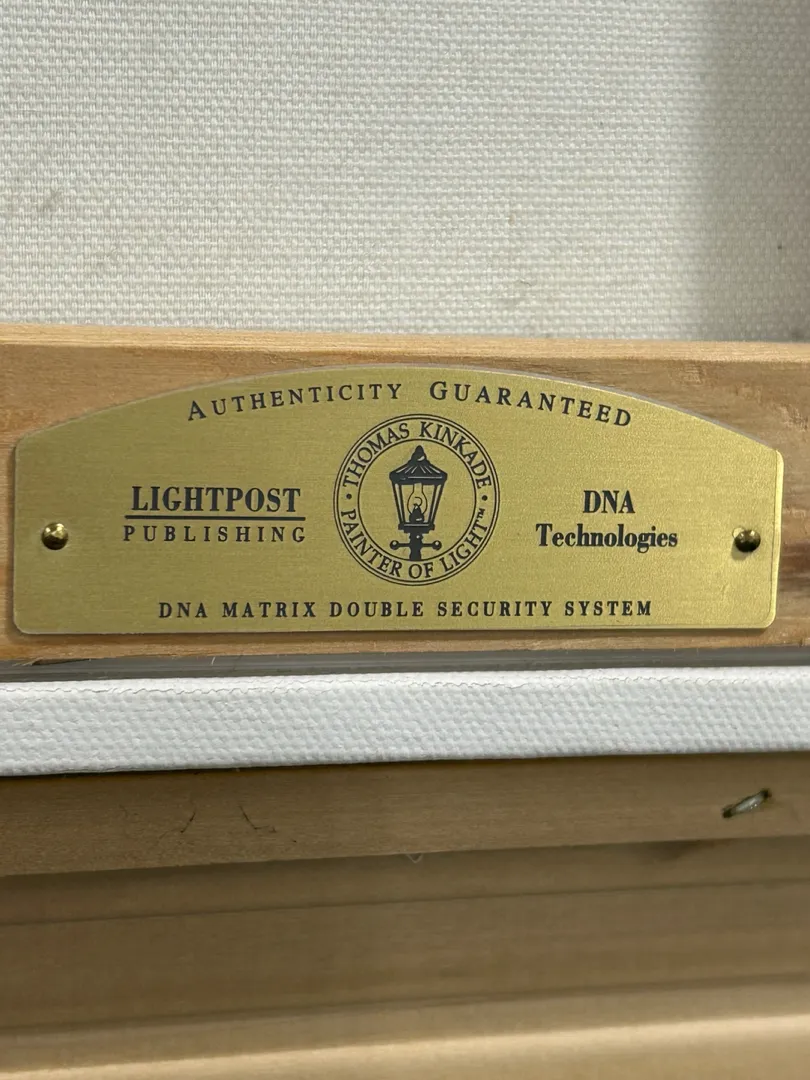 AUTHENTICITY GUARANTEED
LIGHTPOST
PUBLISHING
· THOMAS KINKADE ·
PAINTER OF LIGHT™
DNA
Technologies
DNA MATRIX DOUBLE SECURITY SYSTEM